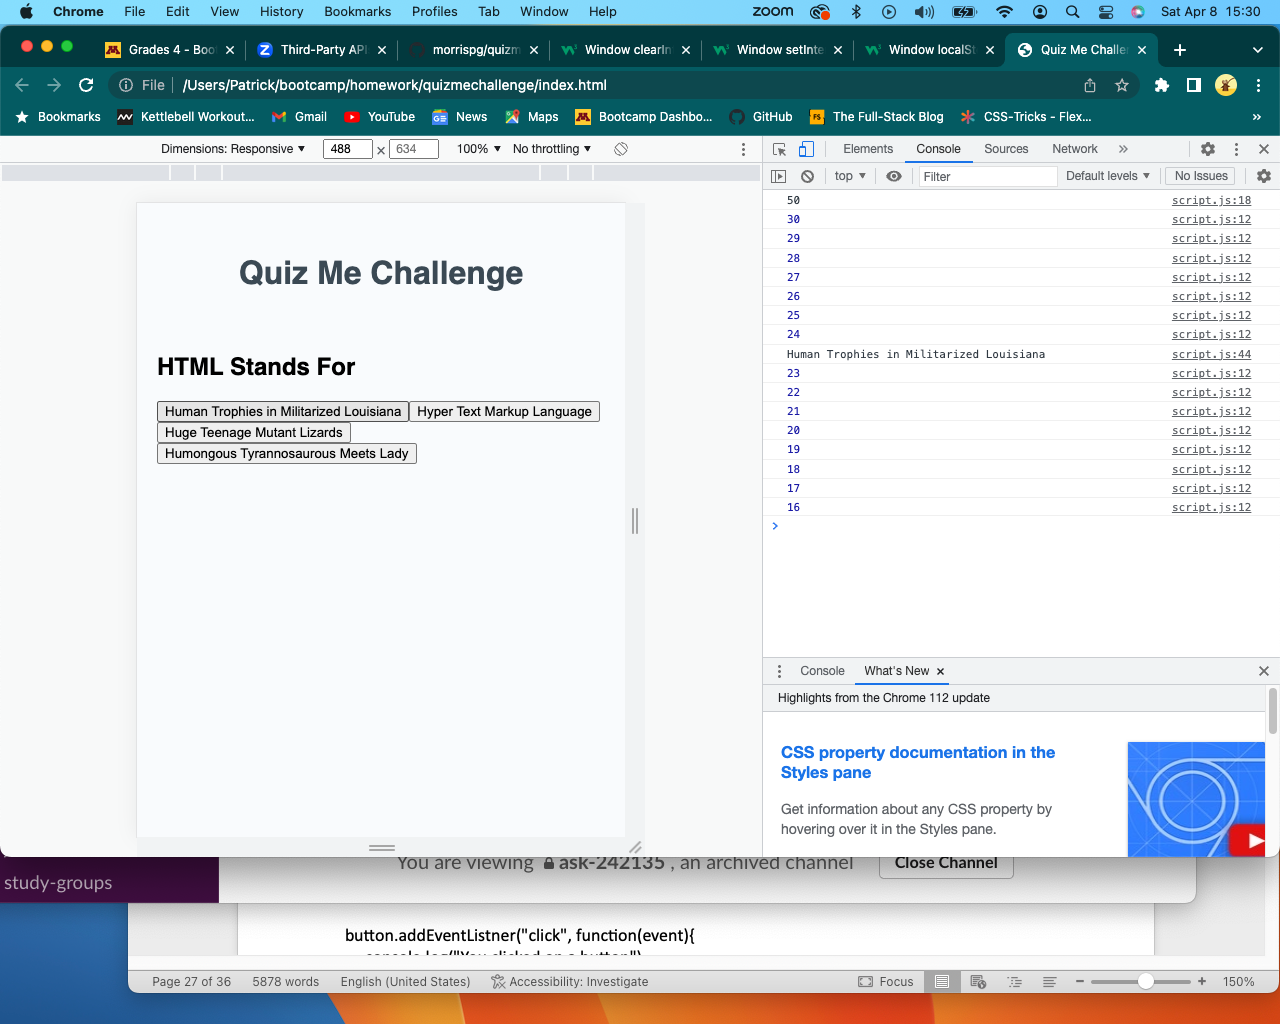 Chrome File Edit View History Bookmarks Profiles Tab Window Help zoom Sat Apr 8 15:30
Grades 4 - Boot Third-Party API morrispg/quizm Window clearIn Window setInte Window localSt Quiz Me Challe
File /Users/Patrick/bootcamp/homework/quizmechallenge/index.html
Bookmarks Kettlebell Workout... Gmail YouTube News Maps Bootcamp Dashbo... GitHub The Full-Stack Blog CSS-Tricks - Flex... »
Dimensions: Responsive 488 × 634 100% No throttling
Elements Console Sources Network »
top Filter Default levels No Issues
Quiz Me Challenge
HTML Stands For
Human Trophies in Militarized Louisiana Hyper Text Markup Language
Huge Teenage Mutant Lizards
Humongous Tyrannosaurous Meets Lady
50 script.js:18
30 script.js:12
29 script.js:12
28 script.js:12
27 script.js:12
26 script.js:12
25 script.js:12
24 script.js:12
Human Trophies in Militarized Louisiana script.js:44
23 script.js:12
22 script.js:12
21 script.js:12
20 script.js:12
19 script.js:12
18 script.js:12
17 script.js:12
16 script.js:12
Console What's New
Highlights from the Chrome 112 update
CSS property documentation in the
Styles pane
Get information about any CSS property by
hovering over it in the Styles pane.
You are viewing ask-242135 , an archived channel Close Channel
study-groups
button.addEventListner("click", function(event){
console.log("You clicked on a button")
Page 27 of 36 5878 words English (United States) Accessibility: Investigate Focus 150%